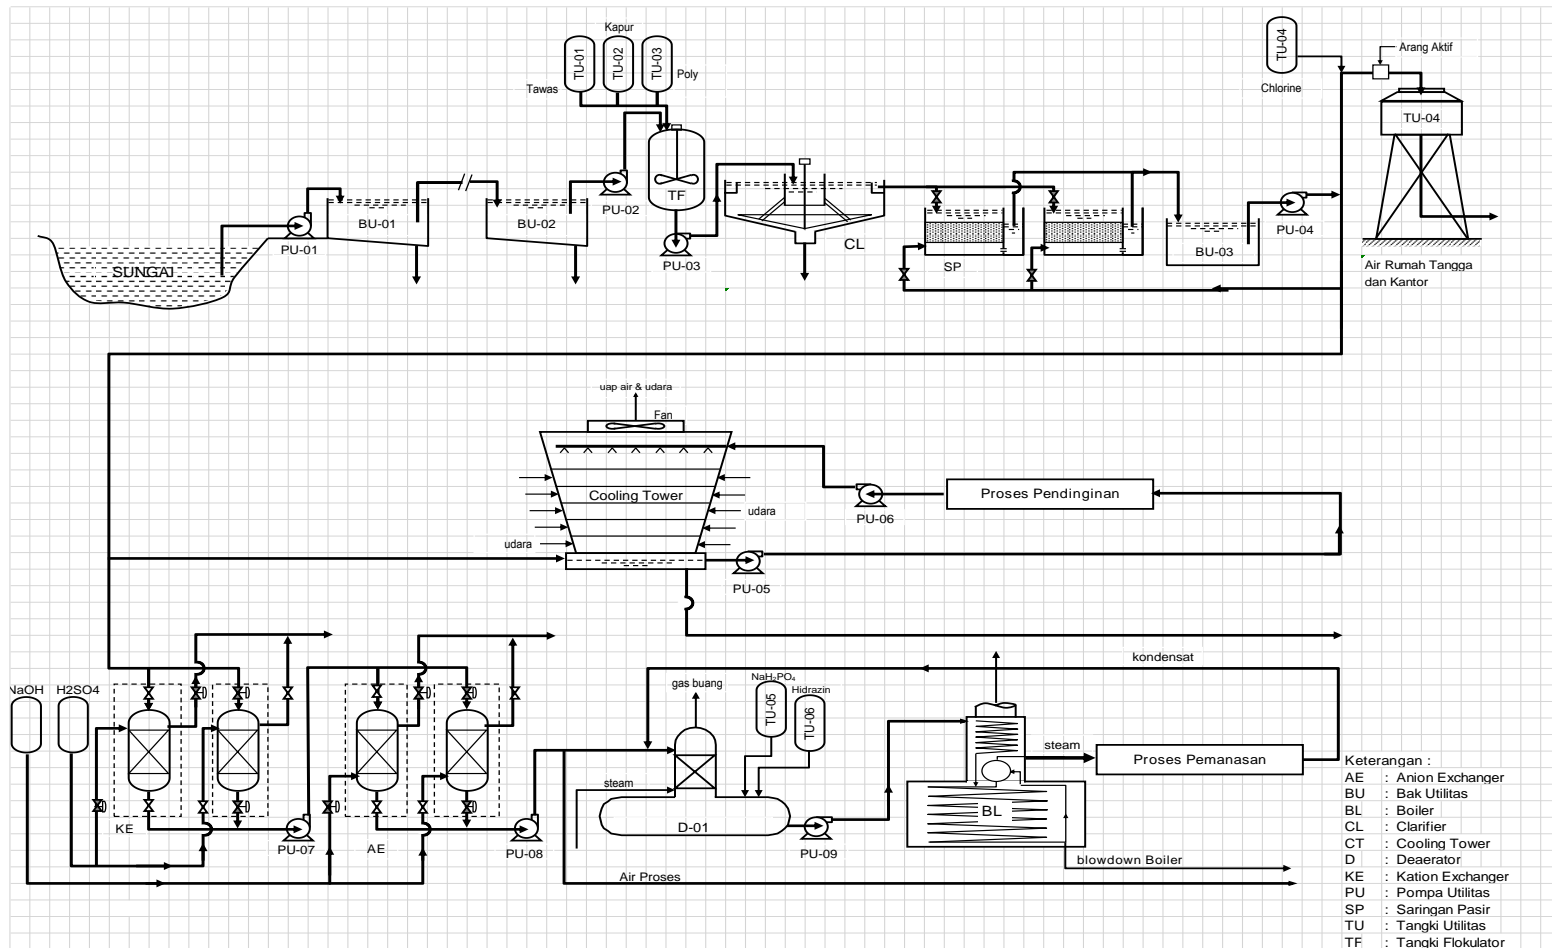 Kapur
TU-01
TU-02
TU-03
Tawas
Poly
TU-04
Chlorine
Arang Aktif
TU-04
PU-02
TF
BU-01
BU-02
PU-01
PU-03
CL
SUNGAI
SP
BU-03
PU-04
Air Rumah Tangga
dan Kantor
uap air & udara
Fan
Cooling Tower
udara
udara
PU-05
PU-06
Proses Pendinginan
NaOH
H2SO4
KE
PU-07
AE
PU-08
gas buang
NaH₂PO₄
TU-05
Hidrazin
TU-06
steam
D-01
PU-09
kondensat
steam
Proses Pemanasan
BL
blowdown Boiler
Air Proses
Keterangan :
AE : Anion Exchanger
BU : Bak Utilitas
BL : Boiler
CL : Clarifier
CT : Cooling Tower
D : Deaerator
KE : Kation Exchanger
PU : Pompa Utilitas
SP : Saringan Pasir
TU : Tangki Utilitas
TF : Tangki Flokulator